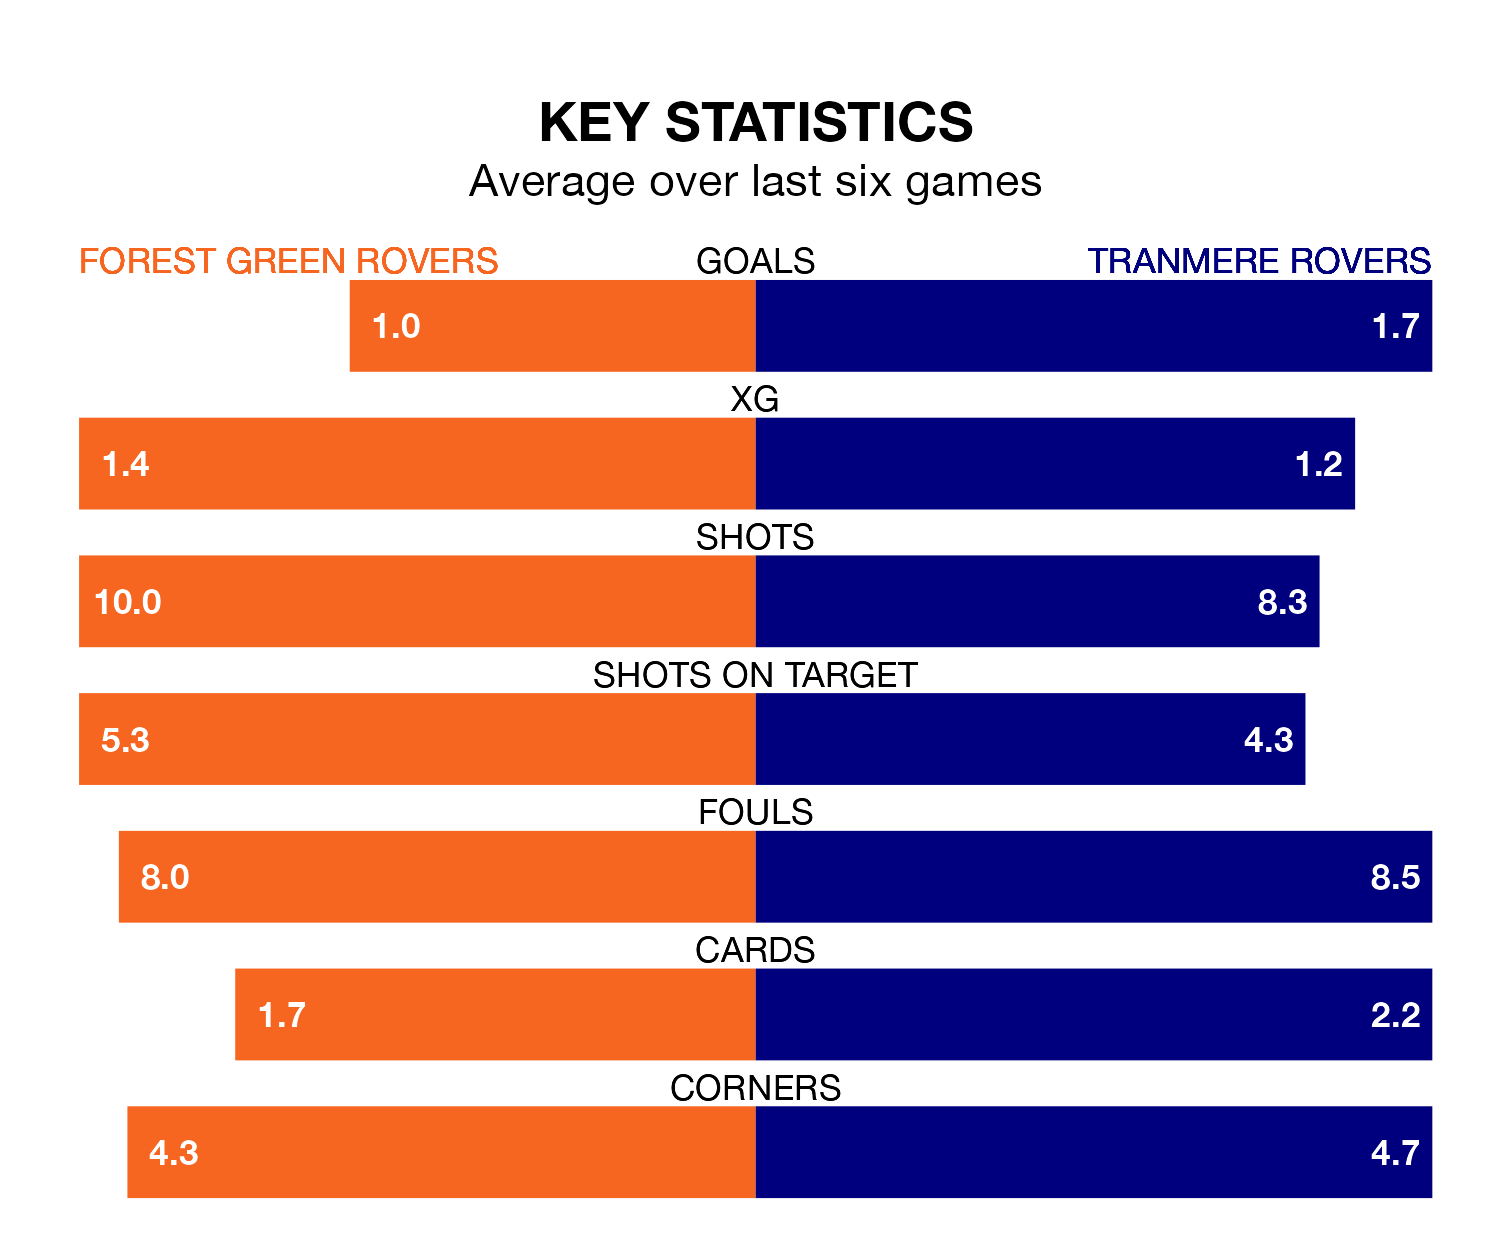 KEY STATISTICS
Average over last six games
FOREST GREEN ROVERS GOALS TRANMERE ROVERS
1.0 1.7
XG
1.4 1.2
SHOTS
10.0 8.3
SHOTS ON TARGET
5.3 4.3
FOULS
8.0 8.5
CARDS
1.7 2.2
CORNERS
4.3 4.7